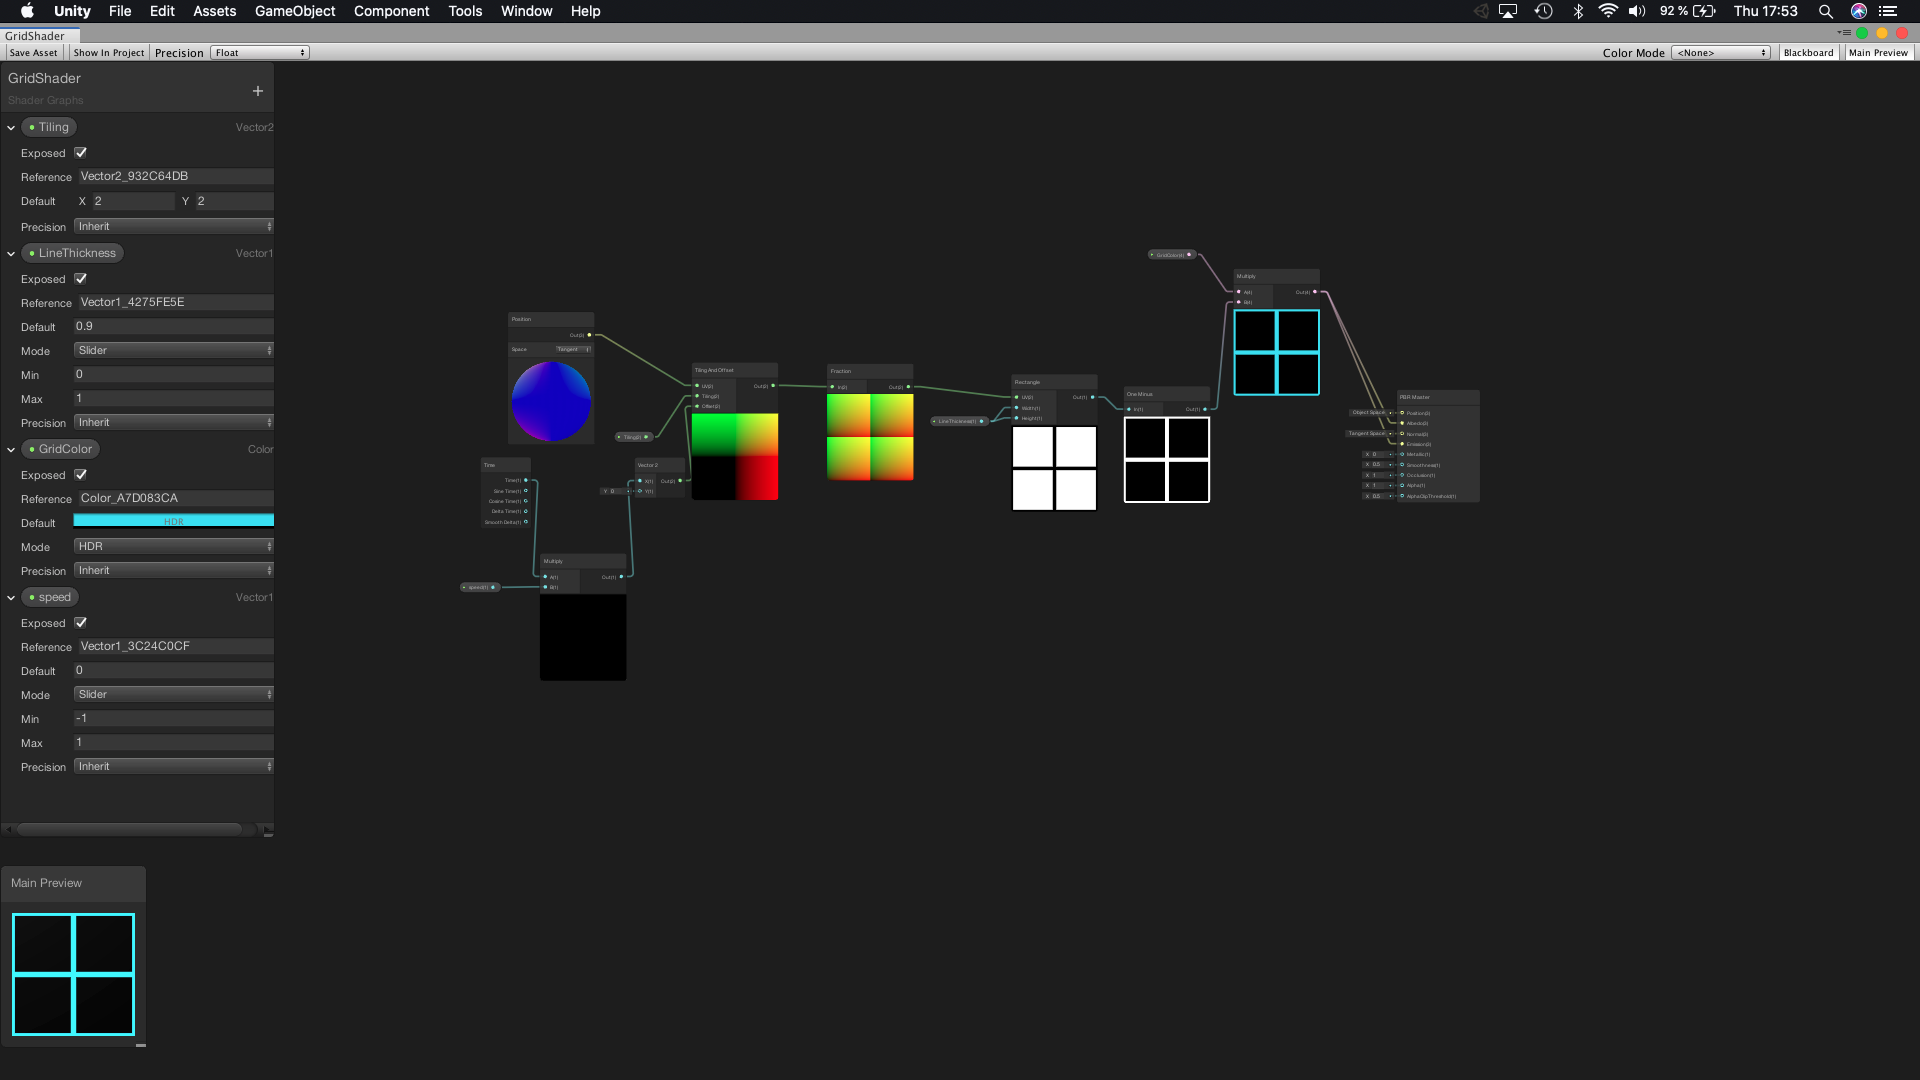 Unity File Edit Assets GameObject Component Tools Window Help 92 % Thu 17:53
GridShader
Save Asset Show In Project Precision Float Color Mode <None> Blackboard Main Preview
GridShader
Shader Graphs
Tiling Vector2
Exposed
Reference Vector2_932C64DB
Default X 2 Y 2
Precision Inherit
LineThickness Vector1
Exposed
Reference Vector1_4275FE5E
Default 0.9
Mode Slider
Min 0
Max 1
Precision Inherit
GridColor Color
Exposed
Reference Color_A7D083CA
Default HDR
Mode HDR
Precision Inherit
speed Vector1
Exposed
Reference Vector1_3C24C0CF
Default 0
Mode Slider
Min -1
Max 1
Precision Inherit
Main Preview
Position
Out(3)
Space Tangent
Time
Time(1)
Sine Time(1)
Cosine Time(1)
Delta Time(1)
Smooth Delta(1)
speed(1)
Multiply
A(1) Out(1)
B(1)
Tiling(2)
Vector 2
X(1) Out(2)
Y 0 Y(1)
Tiling And Offset
UV(2) Out(2)
Tiling(2)
Offset(2)
Fraction
In(2) Out(2)
LineThickness(1)
Rectangle
UV(2) Out(1)
Width(1)
Height(1)
One Minus
In(1) Out(1)
GridColor(4)
Multiply
A(4) Out(4)
B(4)
PBR Master
Object Space Position(3)
Albedo(3)
Tangent Space Normal(3)
Emission(3)
X 0 Metallic(1)
X 0.5 Smoothness(1)
X 1 Occlusion(1)
X 1 Alpha(1)
X 0.5 AlphaClipThreshold(1)